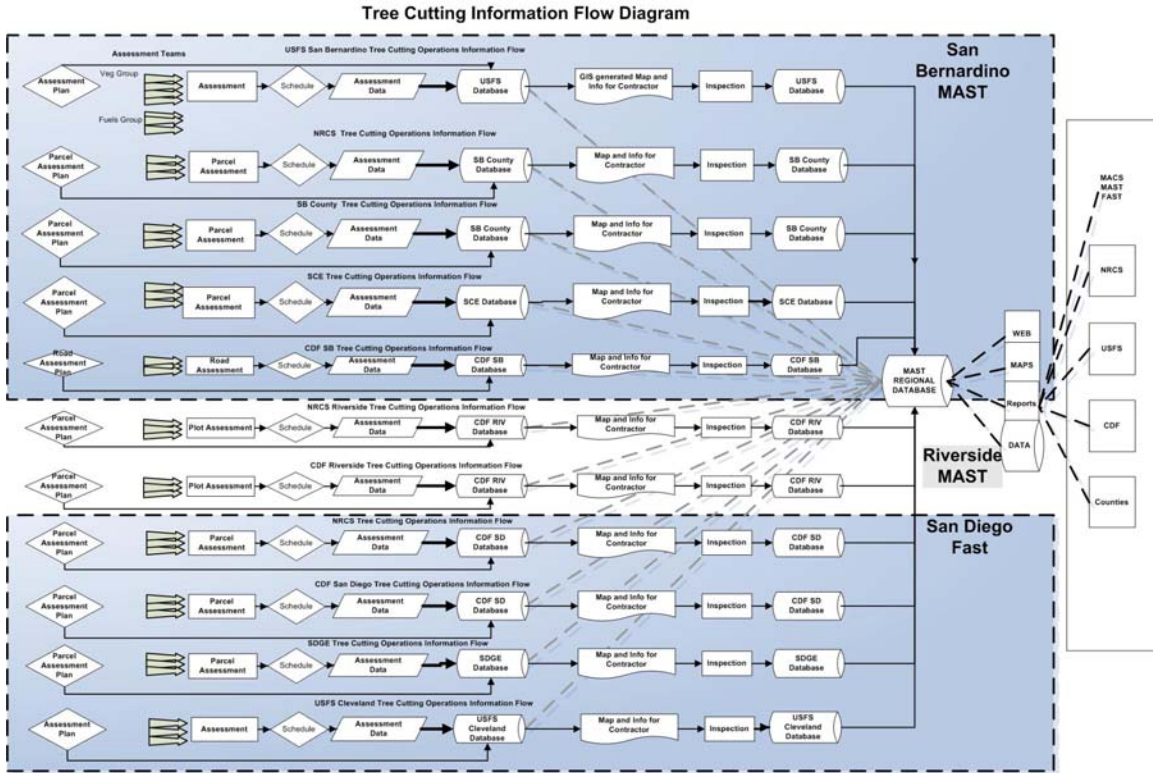 Tree Cutting Information Flow Diagram
San
Bernardino
MAST
USFS San Bernardino Tree Cutting Operations Information Flow
Assessment Teams
Veg Group
Fuels Group
Assessment
Plan
Assessment
Schedule
Assessment
Data
USFS
Database
GIS generated Map and
Info for Contractor
Inspection
USFS
Database
NRCS Tree Cutting Operations Information Flow
Parcel
Assessment
Plan
Parcel
Assessment
Schedule
Assessment
Data
SB County
Database
Map and Info for
Contractor
Inspection
SB County
Database
SB County Tree Cutting Operations Information Flow
Parcel
Assessment
Plan
Parcel
Assessment
Schedule
Assessment
Data
SB County
Database
Map and Info for
Contractor
Inspection
SB County
Database
SCE Tree Cutting Operations Information Flow
Parcel
Assessment
Plan
Parcel
Assessment
Schedule
Assessment
Data
SCE Database
Map and Info for
Contractor
Inspection
SCE Database
CDF SB Tree Cutting Operations Information Flow
Road
Assessment
Plan
Road
Assessment
Schedule
Assessment
Data
CDF SB
Database
Map and Info for
Contractor
Inspection
CDF SB
Database
NRCS Riverside Tree Cutting Operations Information Flow
Parcel
Assessment
Plan
Plot Assessment
Schedule
Assessment
Data
CDF RIV
Database
Map and Info for
Contractor
Inspection
CDF RIV
Database
CDF Riverside Tree Cutting Operations Information Flow
Parcel
Assessment
Plan
Plot Assessment
Schedule
Assessment
Data
CDF RIV
Database
Map and Info for
Contractor
Inspection
CDF RIV
Database
NRCS Tree Cutting Operations Information Flow
Parcel
Assessment
Plan
Parcel
Assessment
Schedule
Assessment
Data
CDF SD
Database
Map and Info for
Contractor
Inspection
CDF SD
Database
CDF San Diego Tree Cutting Operations Information Flow
Parcel
Assessment
Plan
Parcel
Assessment
Schedule
Assessment
Data
CDF SD
Database
Map and Info for
Contractor
Inspection
CDF SD
Database
SDGE Tree Cutting Operations Information Flow
Parcel
Assessment
Plan
Parcel
Assessment
Schedule
Assessment
Data
SDGE
Database
Map and Info for
Contractor
Inspection
SDGE
Database
USFS Cleveland Tree Cutting Operations Information Flow
Assessment
Plan
Assessment
Schedule
Assessment
Data
USFS
Cleveland
Database
Map and Info for
Contractor
Inspection
USFS
Cleveland
Database
MAST
REGIONAL
DATABASE
Riverside
MAST
San Diego
Fast
WEB
MAPS
Reports
DATA
MACS
MAST
FAST
NRCS
USFS
CDF
Counties